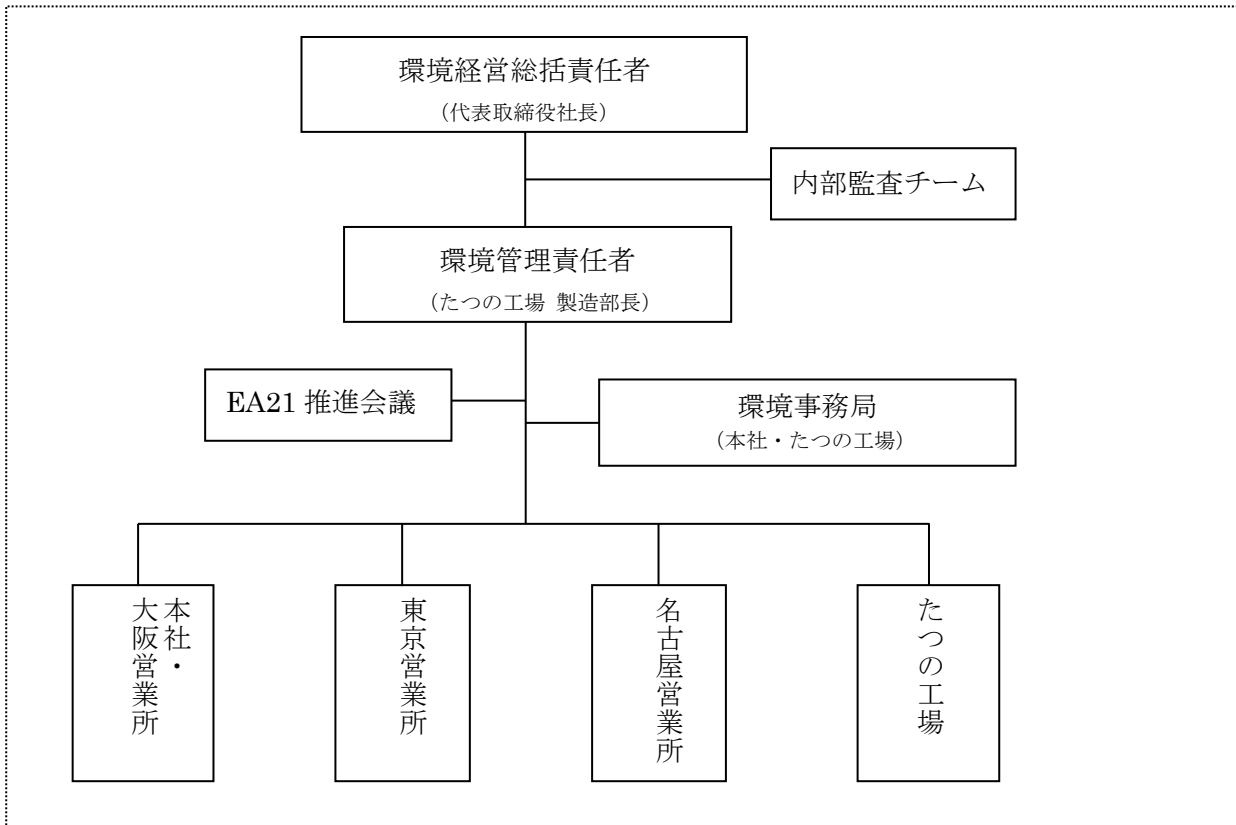 環境経営総括責任者
（代表取締役社長）
内部監査チーム
環境管理責任者
（たつの工場 製造部長）
EA21 推進会議
環境事務局
（本社・たつの工場）
本社・
大阪営業所
東京営業所
名古屋営業所
たつの工場